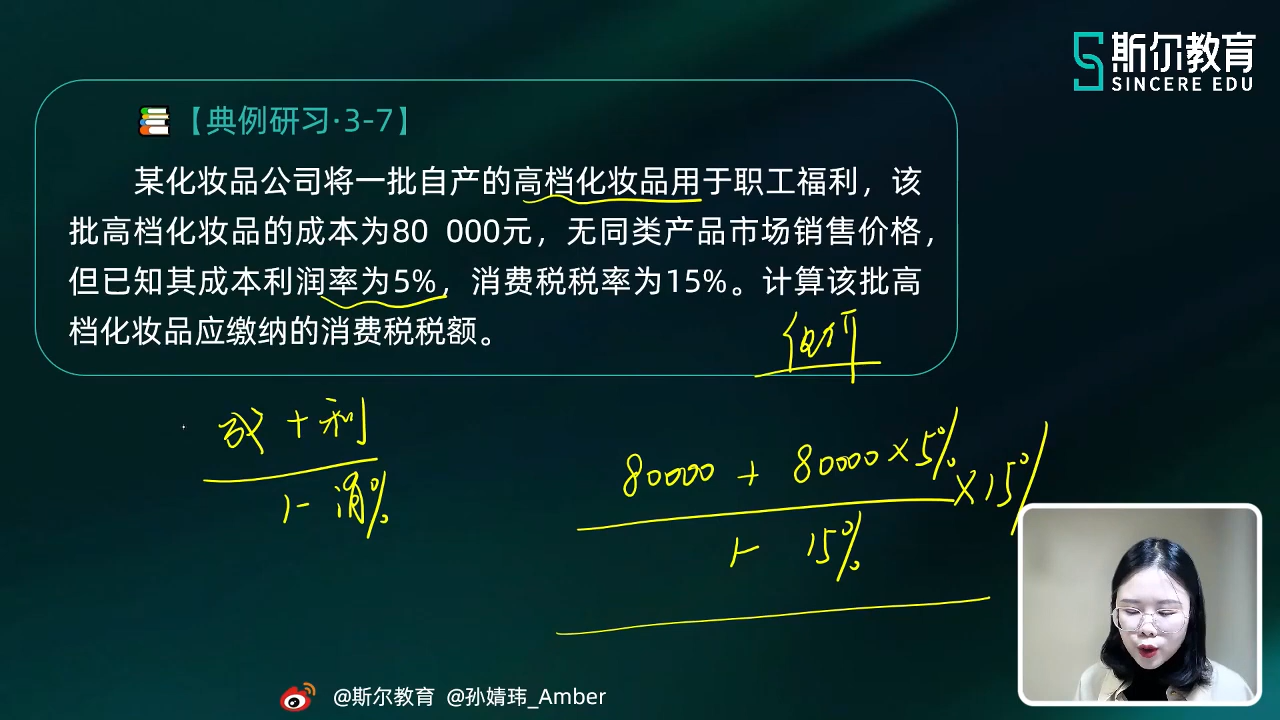 斯尔教育
SINCERE EDU
【典例研习·3-7】
某化妆品公司将一批自产的高档化妆品用于职工福利，该
批高档化妆品的成本为80 000元，无同类产品市场销售价格，
但已知其成本利润率为5%，消费税税率为15%。计算该批高
档化妆品应缴纳的消费税税额。
成+利
1-消%
80000 + 80000×5%
×15%
1- 15%
@斯尔教育 @孙婧玮_Amber